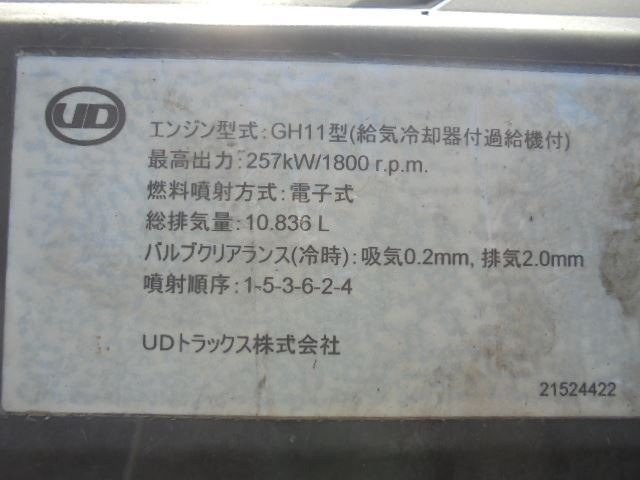 UD
エンジン型式:GH11型(給気冷却器付過給機付)
最高出力:257kW/1800 r.p.m.
燃料噴射方式:電子式
総排気量:10.836 L
バルブクリアランス(冷時):吸気0.2mm, 排気2.0mm
噴射順序:1-5-3-6-2-4
UDトラックス株式会社
21524422